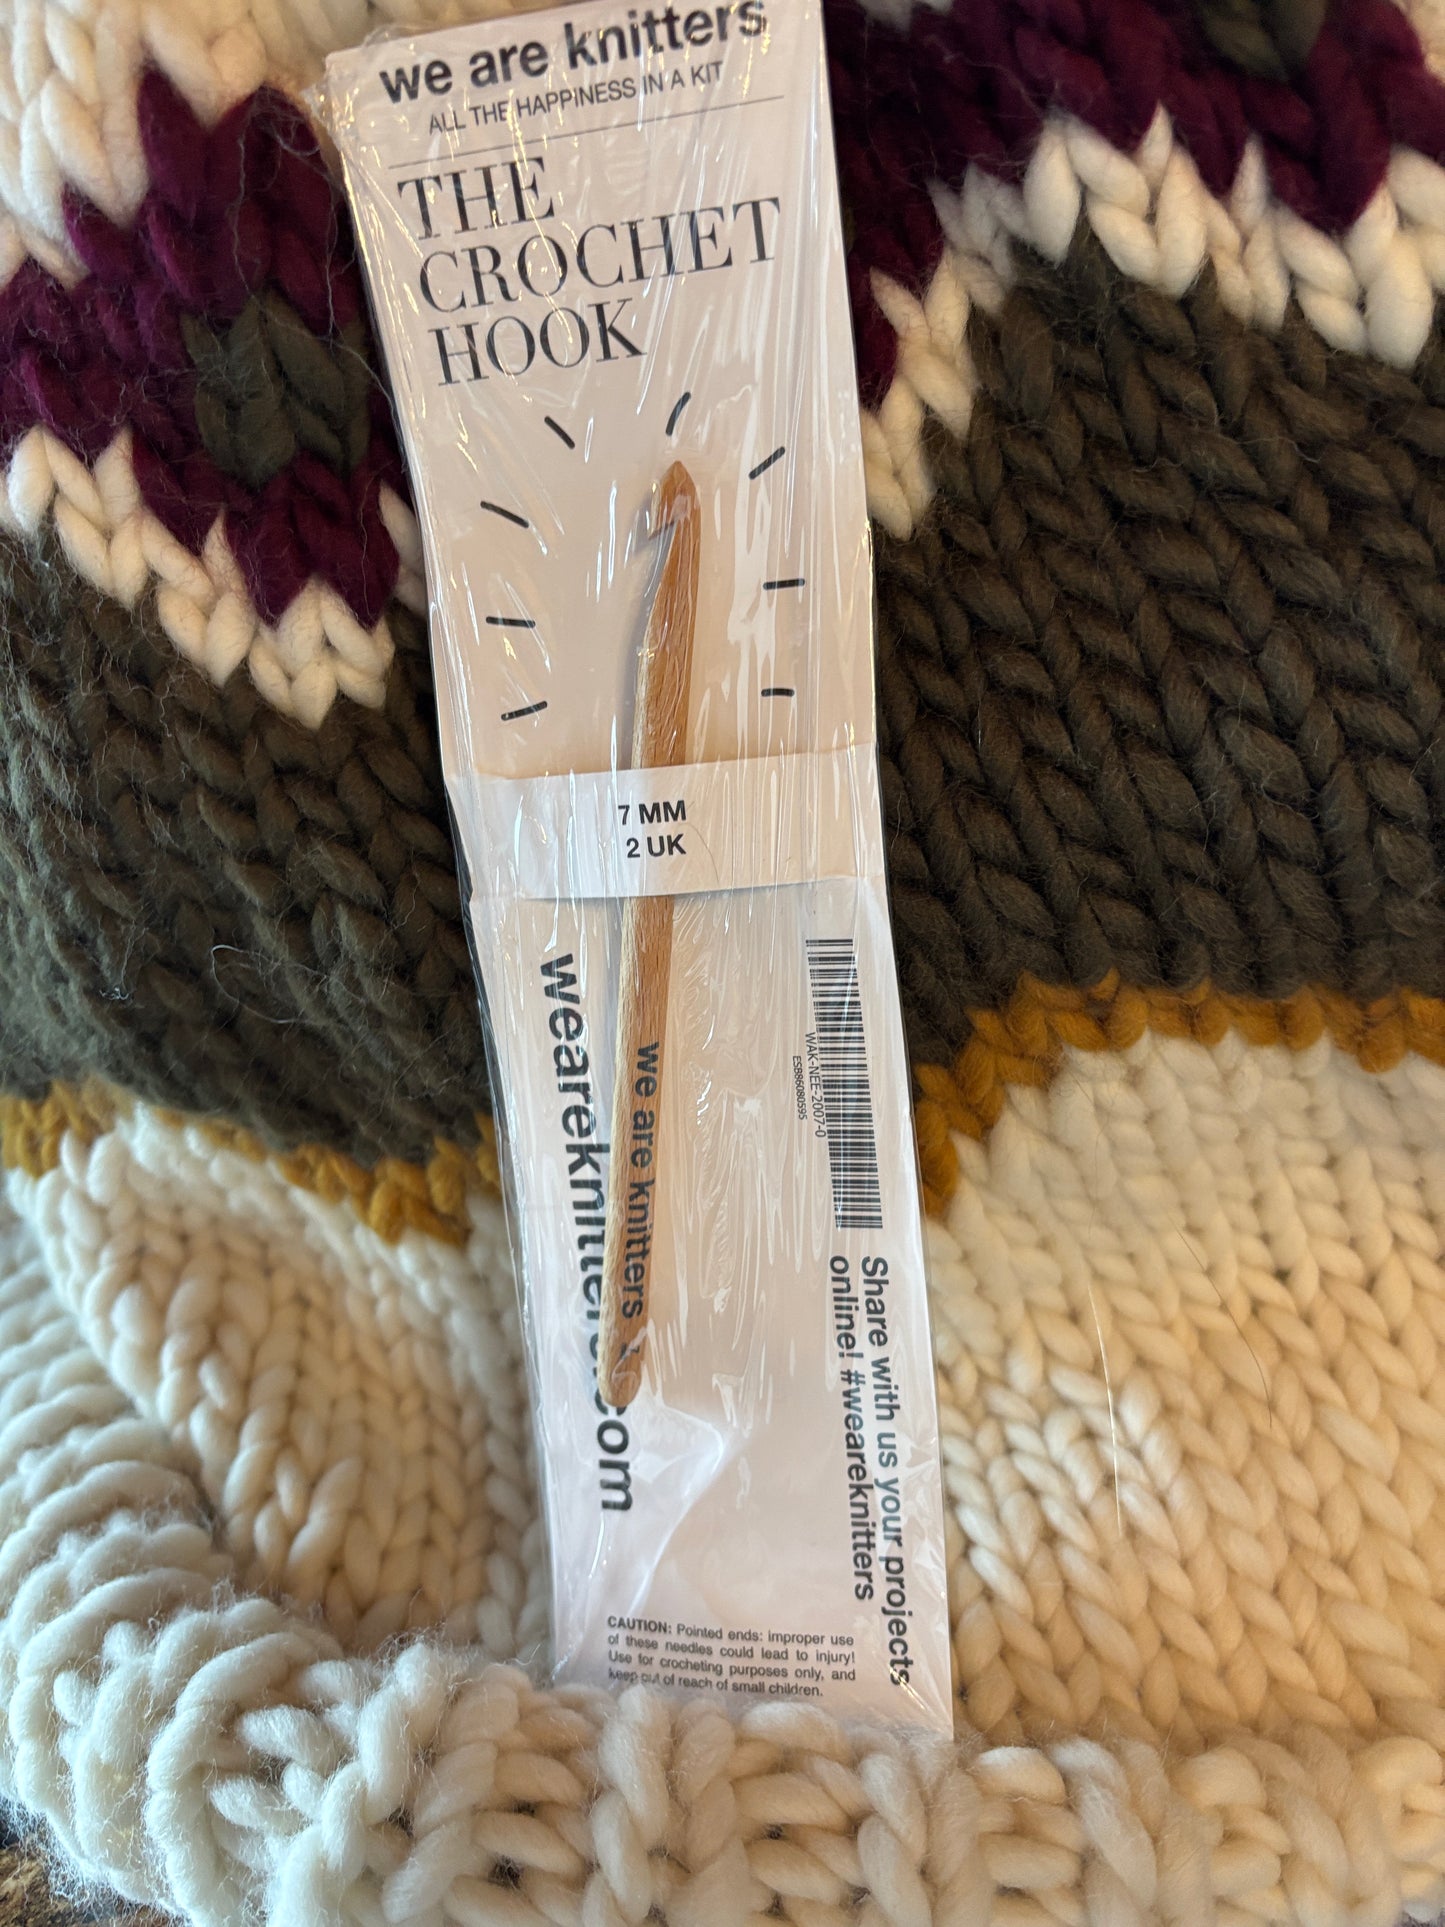 we are knitters
ALL THE HAPPINESS IN A KIT
THE
CROCHET
HOOK
7 MM
2 UK
weareknitters.com
we are knitters
WAK-NEE-2007-0
ESB86080595
Share with us your projects
online! #weareknitters
CAUTION: Pointed ends: improper use
of these needles could lead to injury!
Use for crocheting purposes only, and
keep out of reach of small children.